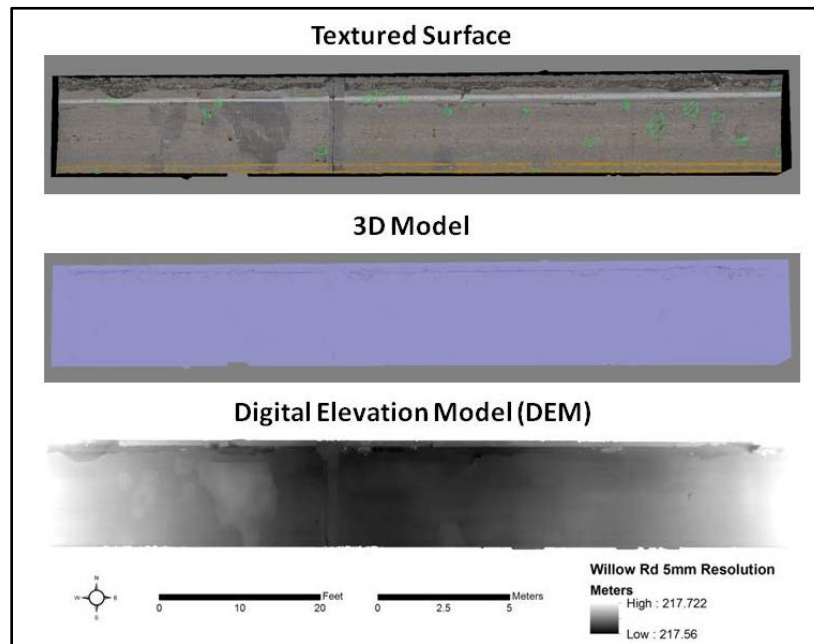 Textured Surface
3D Model
Digital Elevation Model (DEM)
N
W E
S
Feet
0 10 20
Meters
0 2.5 5
Willow Rd 5mm Resolution
Meters
High : 217.722
Low : 217.56